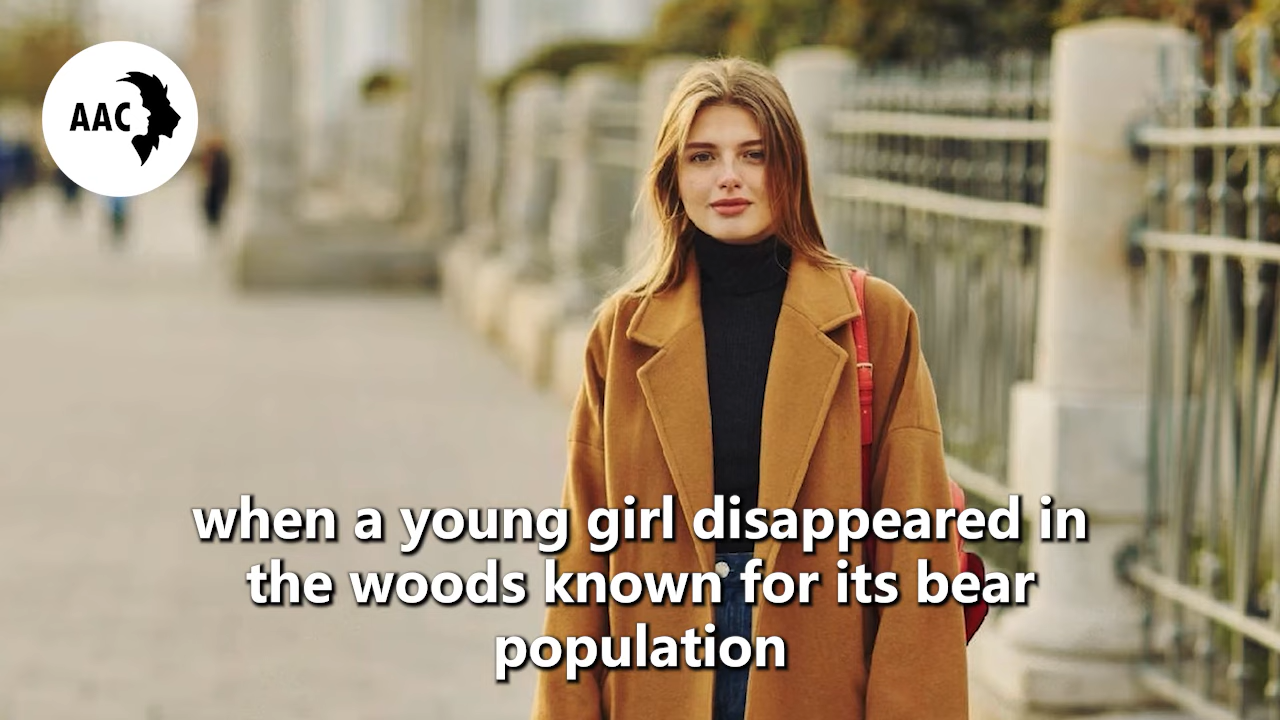 AAC
when a young girl disappeared in
the woods known for its bear
population